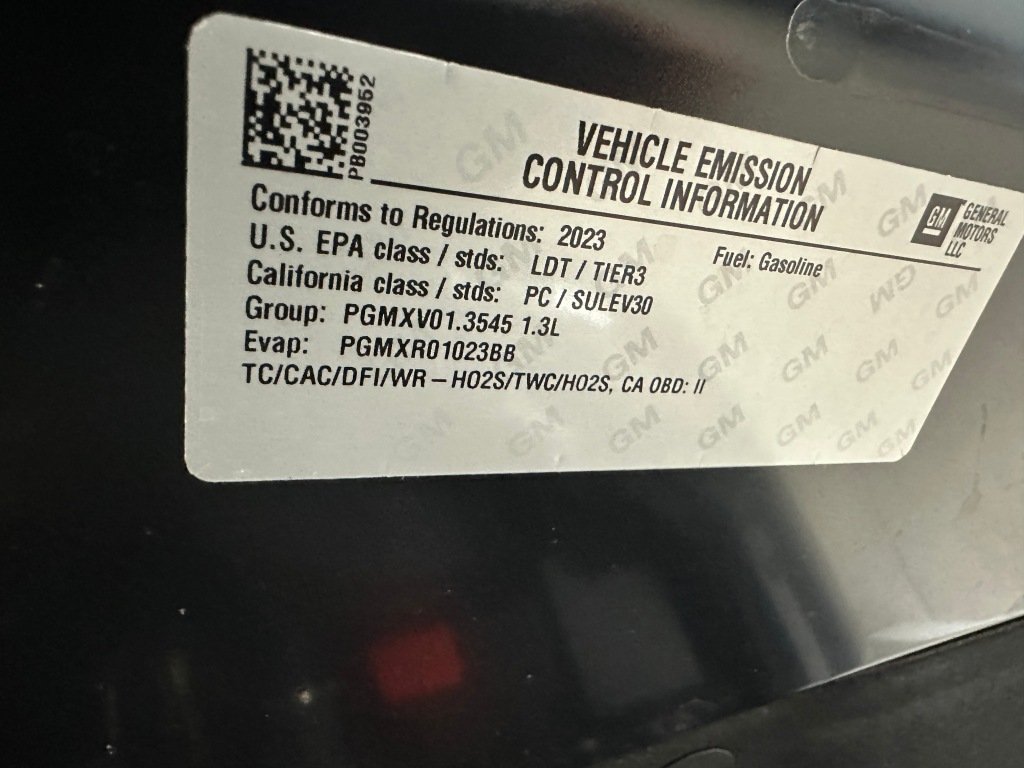 PB003952
VEHICLE EMISSION
CONTROL INFORMATION
GM
GENERAL
MOTORS
LLC
Conforms to Regulations: 2023
Fuel: Gasoline
U.S. EPA class / stds: LDT / TIER3
California class / stds: PC / SULEV30
Group: PGMXV01.3545 1.3L
Evap: PGMXR01023BB
TC/CAC/DFI/WR – HO2S/TWC/HO2S, CA OBD: II